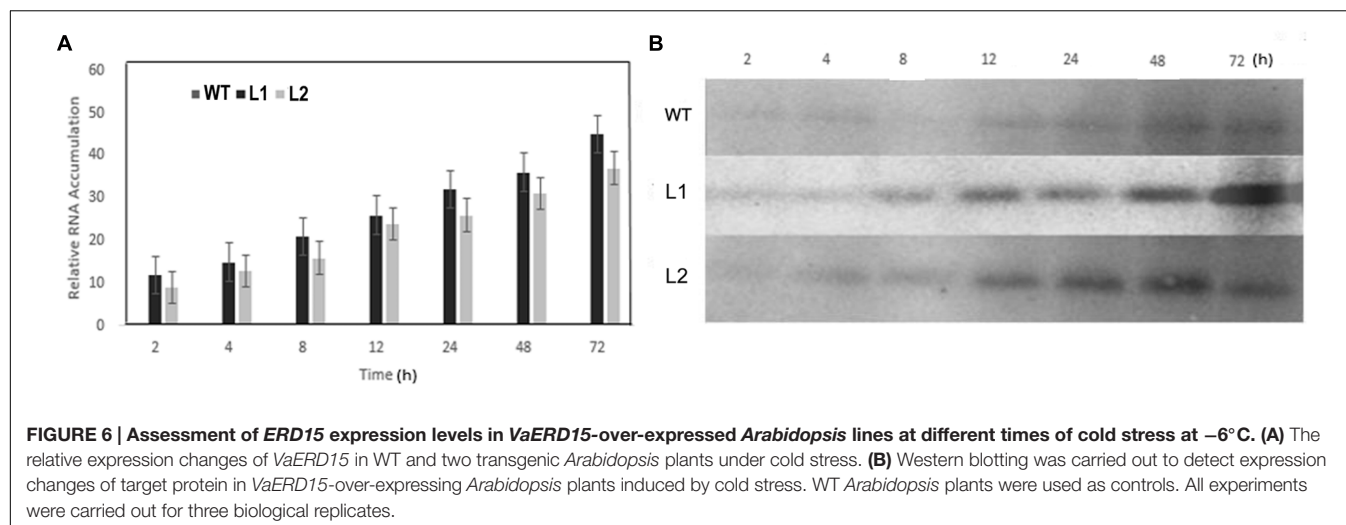 A
60
50
40
30
20
10
0
Relative RNA Accumulation
WT L1 L2
2 4 8 12 24 48 72
Time (h)
B
2 4 8 12 24 48 72 (h)
WT
L1
L2
FIGURE 6 | Assessment of ERD15 expression levels in VaERD15-over-expressed Arabidopsis lines at different times of cold stress at −6°C. (A) The
relative expression changes of VaERD15 in WT and two transgenic Arabidopsis plants under cold stress. (B) Western blotting was carried out to detect expression
changes of target protein in VaERD15-over-expressing Arabidopsis plants induced by cold stress. WT Arabidopsis plants were used as controls. All experiments
were carried out for three biological replicates.